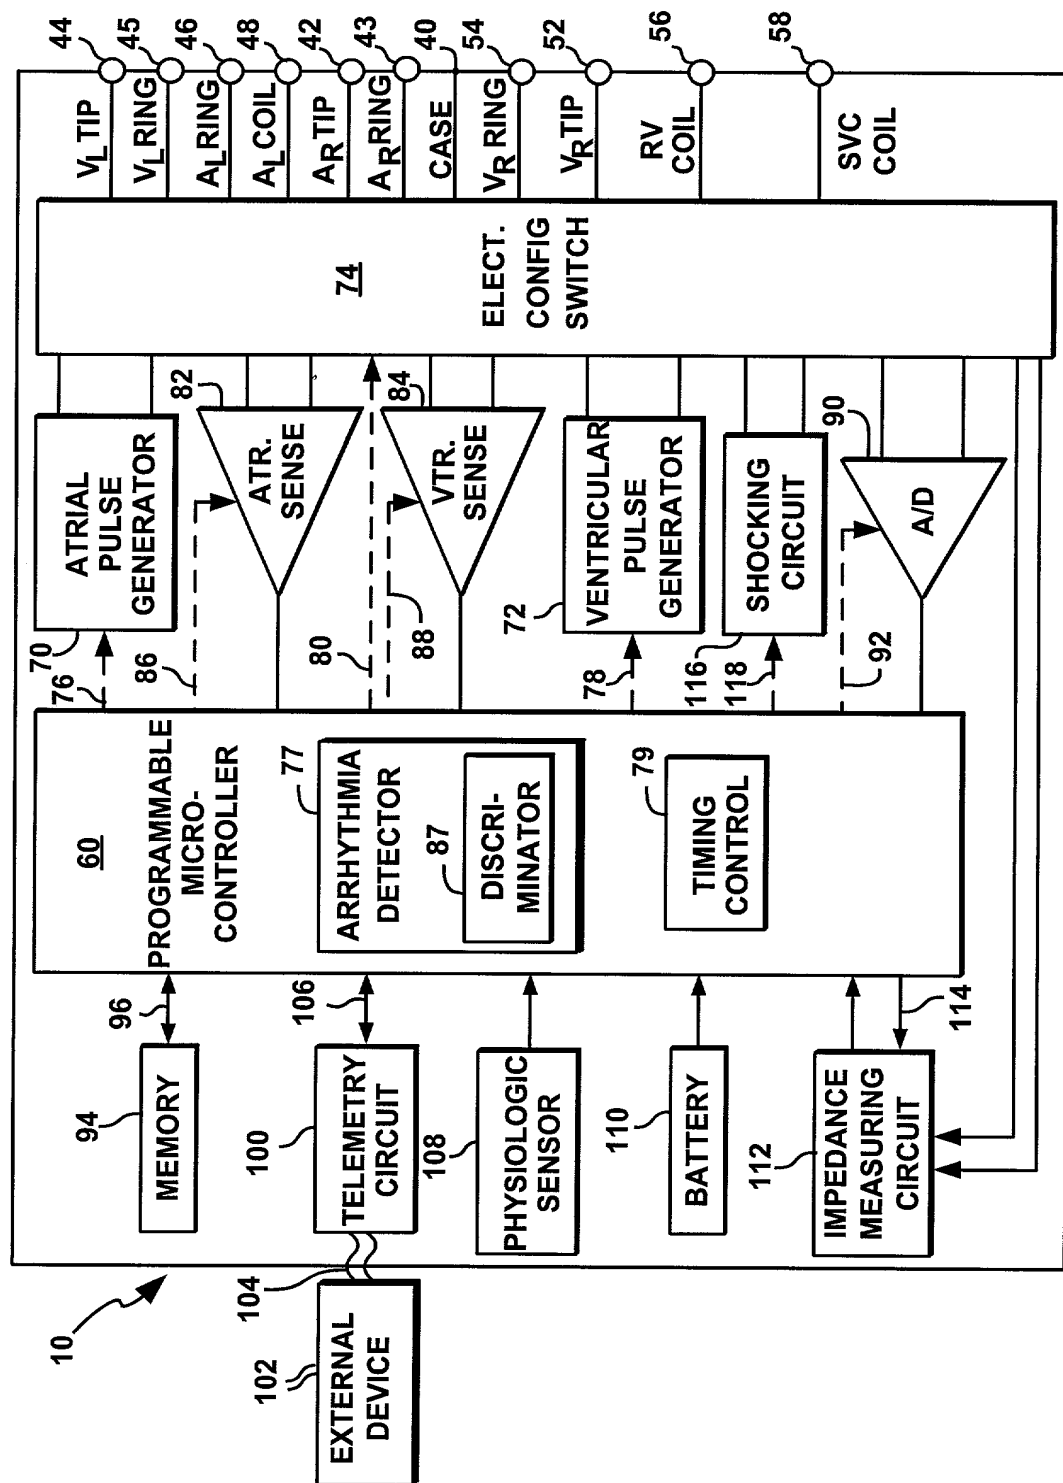 10
102
EXTERNAL
DEVICE
104
94
MEMORY
96
100
TELEMETRY
CIRCUIT
106
108
PHYSIOLOGIC
SENSOR
110
BATTERY
112
IMPEDANCE
MEASURING
CIRCUIT
114
60
PROGRAMMABLE
MICRO-
CONTROLLER
77
ARRHYTHMIA
DETECTOR
87
DISCRI-
MINATOR
79
TIMING
CONTROL
76
70
ATRIAL
PULSE
GENERATOR
86
82
ATR.
SENSE
80
88
84
VTR.
SENSE
78
72
VENTRICULAR
PULSE
GENERATOR
116
118
SHOCKING
CIRCUIT
92
90
A/D
74
ELECT.
CONFIG
SWITCH
VL TIP
44
VL RING
45
AL RING
46
AL COIL
48
AR TIP
42
AR RING
43
CASE
40
VR RING
54
VR TIP
52
RV
COIL
56
SVC
COIL
58